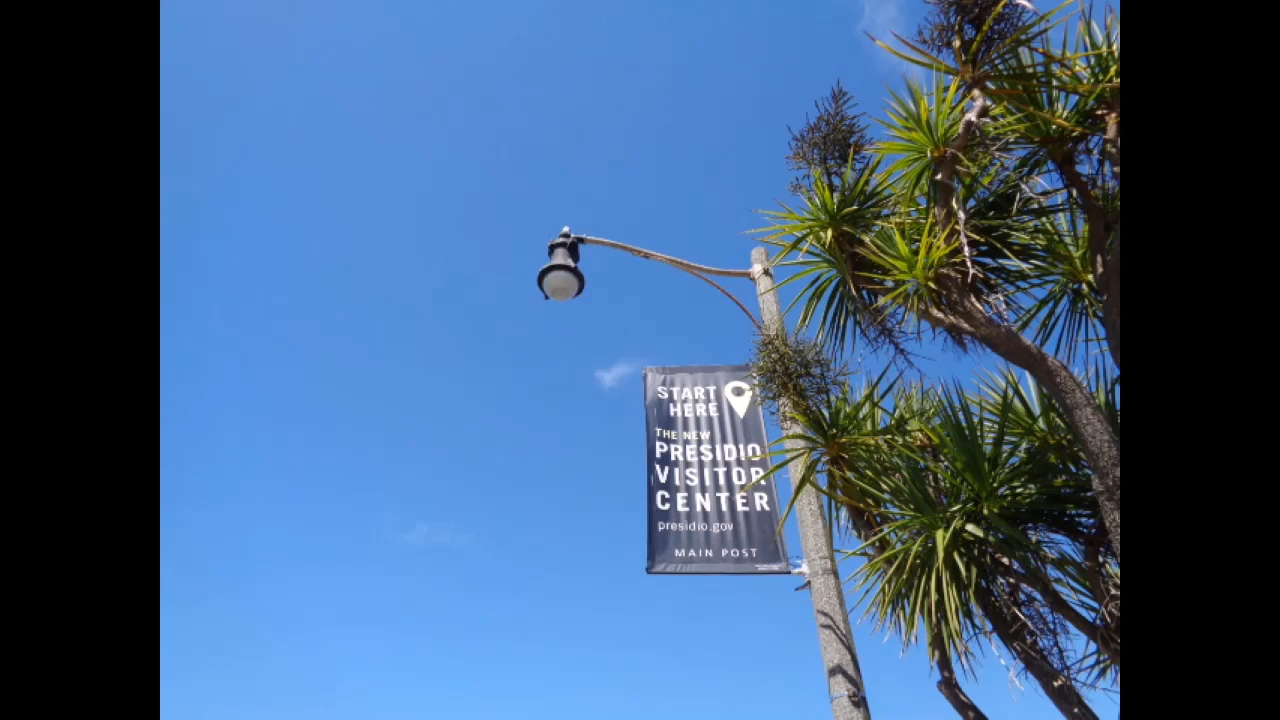 START
HERE
THE NEW
PRESIDIO
VISITOR
CENTER
presidio.gov
MAIN POST